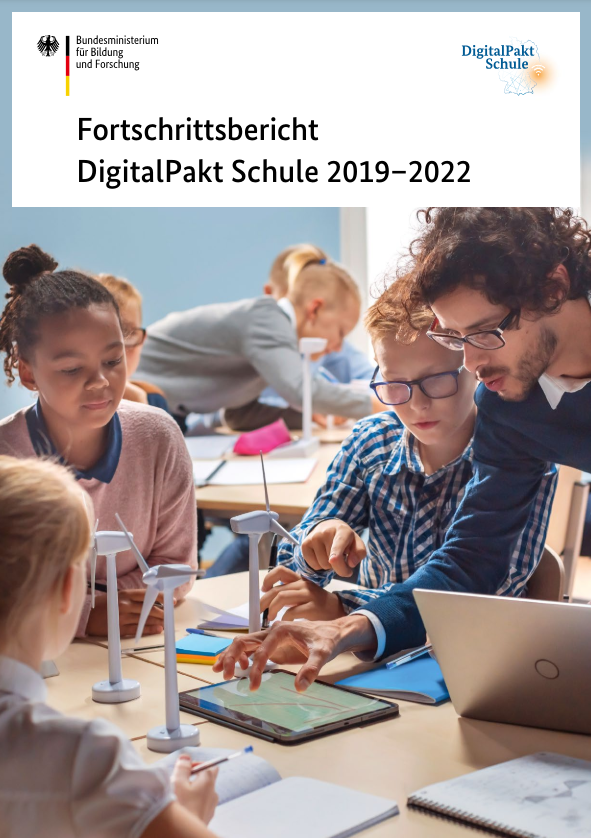 Bundesministerium
für Bildung
und Forschung
DigitalPakt
Schule
Fortschrittsbericht
DigitalPakt Schule 2019–2022